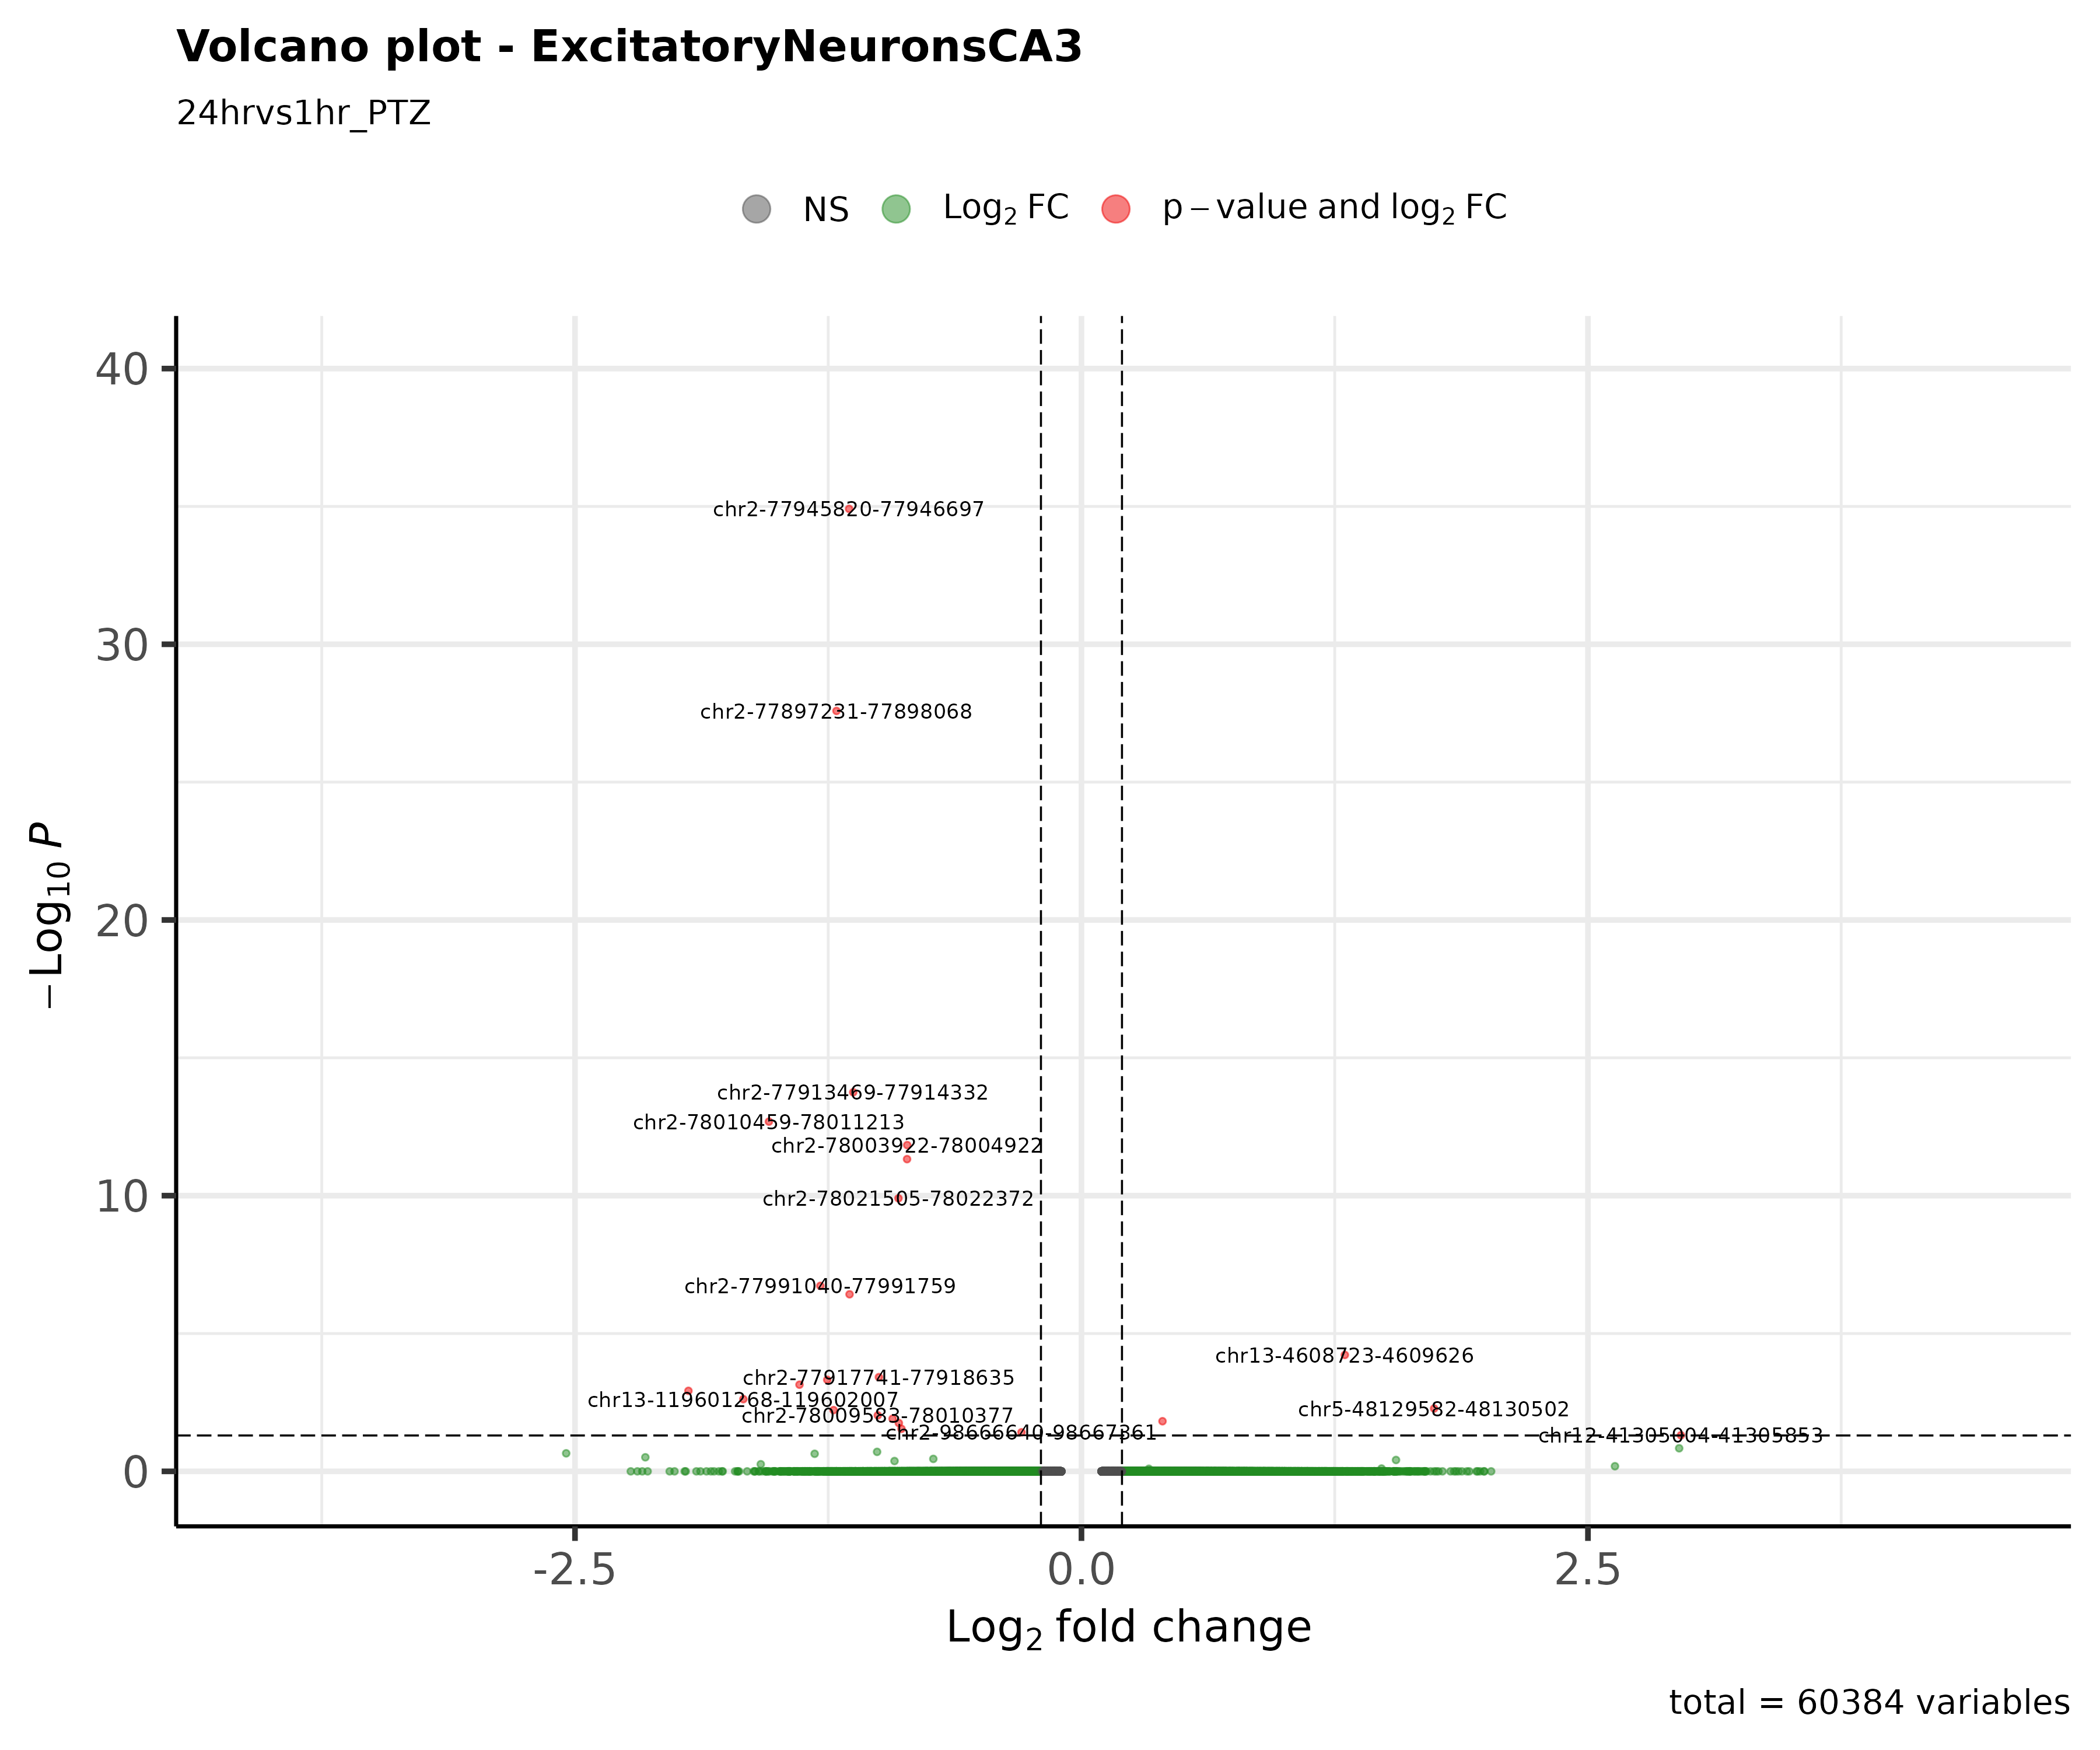 Volcano plot - ExcitatoryNeuronsCA3
24hrvs1hr_PTZ
NS Log2 FC p – value and log2 FC
40
30
20
10
0
−Log10 P
chr2-77945820-77946697
chr2-77897231-77898068
chr2-77913469-77914332
chr2-78010459-78011213
chr2-78003922-78004922
chr2-78021505-78022372
chr2-77991040-77991759
chr13-4608723-4609626
chr2-77917741-77918635
chr13-119601268-119602007
chr5-48129582-48130502
chr2-78009583-78010377
chr2-98666640-98667361
chr12-41305004-41305853
-2.5 0.0 2.5
Log2 fold change
total = 60384 variables